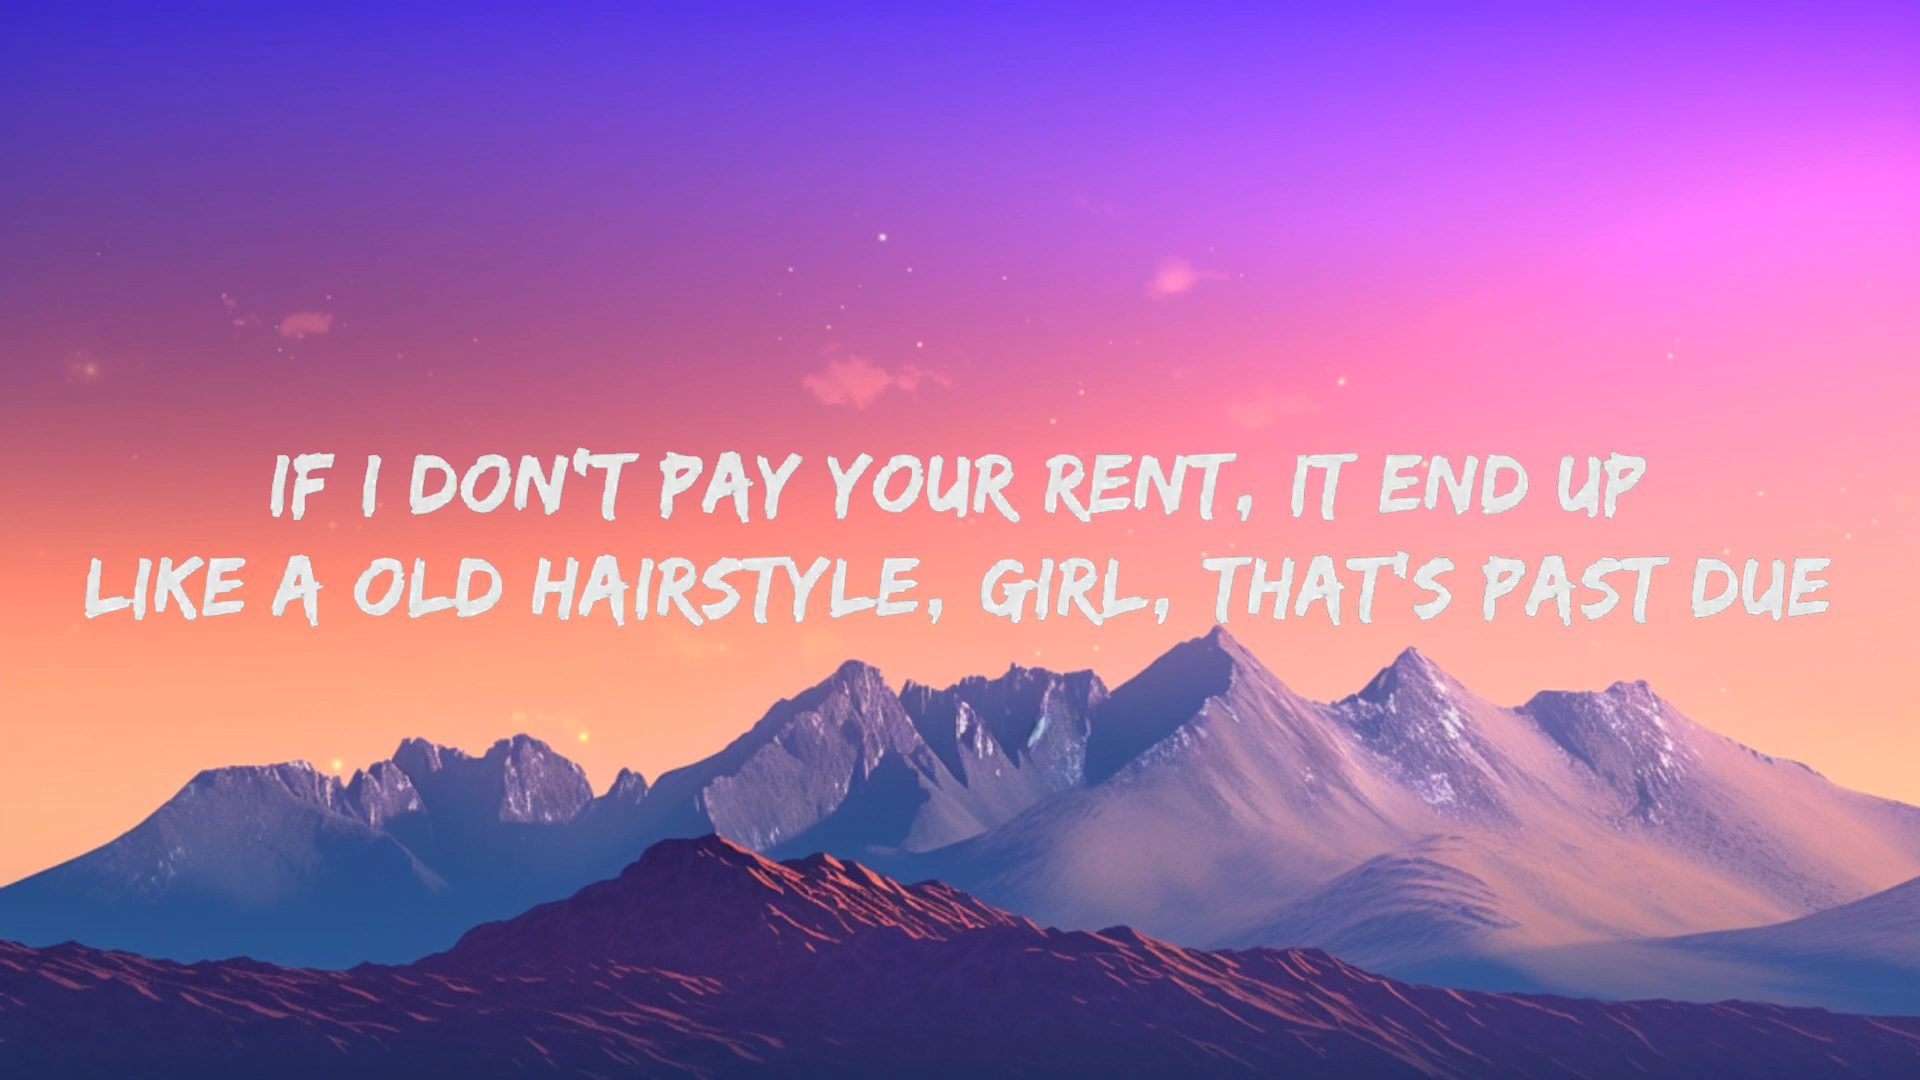 IF I DON'T PAY YOUR RENT, IT END UP
LIKE A OLD HAIRSTYLE, GIRL, THAT'S PAST DUE